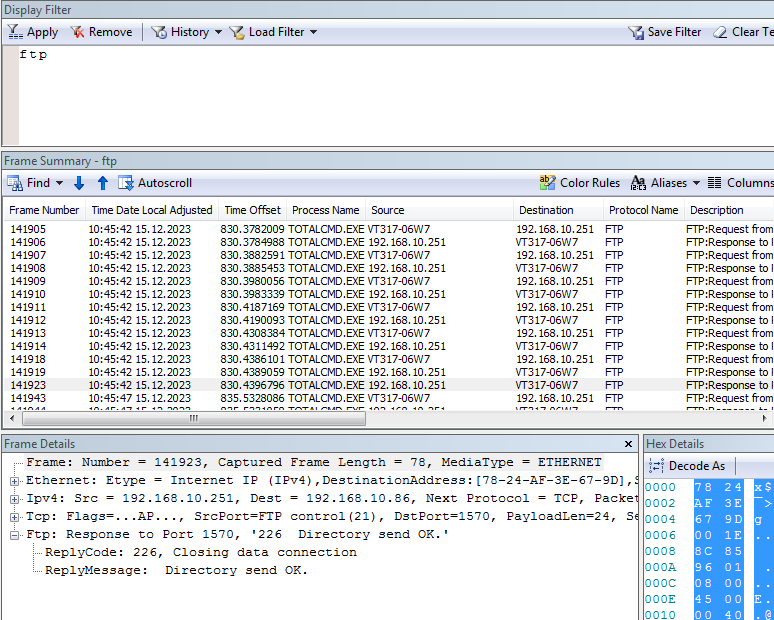 Display Filter
Apply Remove History Load Filter Save Filter Clear Te
ftp
Frame Summary - ftp
Find Autoscroll Color Rules Aliases Columns
Frame Number Time Date Local Adjusted Time Offset Process Name Source Destination Protocol Name Description
141905 10:45:42 15.12.2023 830.3782009 TOTALCMD.EXE VT317-06W7 192.168.10.251 FTP FTP:Request from
141906 10:45:42 15.12.2023 830.3784988 TOTALCMD.EXE 192.168.10.251 VT317-06W7 FTP FTP:Response to
141907 10:45:42 15.12.2023 830.3882591 TOTALCMD.EXE VT317-06W7 192.168.10.251 FTP FTP:Request from
141908 10:45:42 15.12.2023 830.3885453 TOTALCMD.EXE 192.168.10.251 VT317-06W7 FTP FTP:Response to
141909 10:45:42 15.12.2023 830.3980056 TOTALCMD.EXE VT317-06W7 192.168.10.251 FTP FTP:Request from
141910 10:45:42 15.12.2023 830.3983339 TOTALCMD.EXE 192.168.10.251 VT317-06W7 FTP FTP:Response to
141911 10:45:42 15.12.2023 830.4187169 TOTALCMD.EXE VT317-06W7 192.168.10.251 FTP FTP:Request from
141912 10:45:42 15.12.2023 830.4190093 TOTALCMD.EXE 192.168.10.251 VT317-06W7 FTP FTP:Response to
141913 10:45:42 15.12.2023 830.4308384 TOTALCMD.EXE VT317-06W7 192.168.10.251 FTP FTP:Request from
141914 10:45:42 15.12.2023 830.4311492 TOTALCMD.EXE 192.168.10.251 VT317-06W7 FTP FTP:Response to
141918 10:45:42 15.12.2023 830.4386101 TOTALCMD.EXE VT317-06W7 192.168.10.251 FTP FTP:Request from
141919 10:45:42 15.12.2023 830.4389059 TOTALCMD.EXE 192.168.10.251 VT317-06W7 FTP FTP:Response to
141923 10:45:42 15.12.2023 830.4396796 TOTALCMD.EXE 192.168.10.251 VT317-06W7 FTP FTP:Response to
141943 10:45:47 15.12.2023 835.5328086 TOTALCMD.EXE VT317-06W7 192.168.10.251 FTP FTP:Request from
Frame Details Hex Details
Frame: Number = 141923, Captured Frame Length = 78, MediaType = ETHERNET
Ethernet: Etype = Internet IP (IPv4),DestinationAddress:[78-24-AF-3E-67-9D],S
Ipv4: Src = 192.168.10.251, Dest = 192.168.10.86, Next Protocol = TCP, Packet
Tcp: Flags=...AP..., SrcPort=FTP control(21), DstPort=1570, PayloadLen=24, Se
Ftp: Response to Port 1570, '226  Directory send OK.'
ReplyCode: 226, Closing data connection
ReplyMessage:  Directory send OK.
Decode As
0000 78 24 x$
0002 AF 3E ¯>
0004 67 9D g
0006 00 1E ..
0008 8C 85
000A 96 01 .
000C 08 00 ..
000E 45 00 E.
0010 00 40 .@